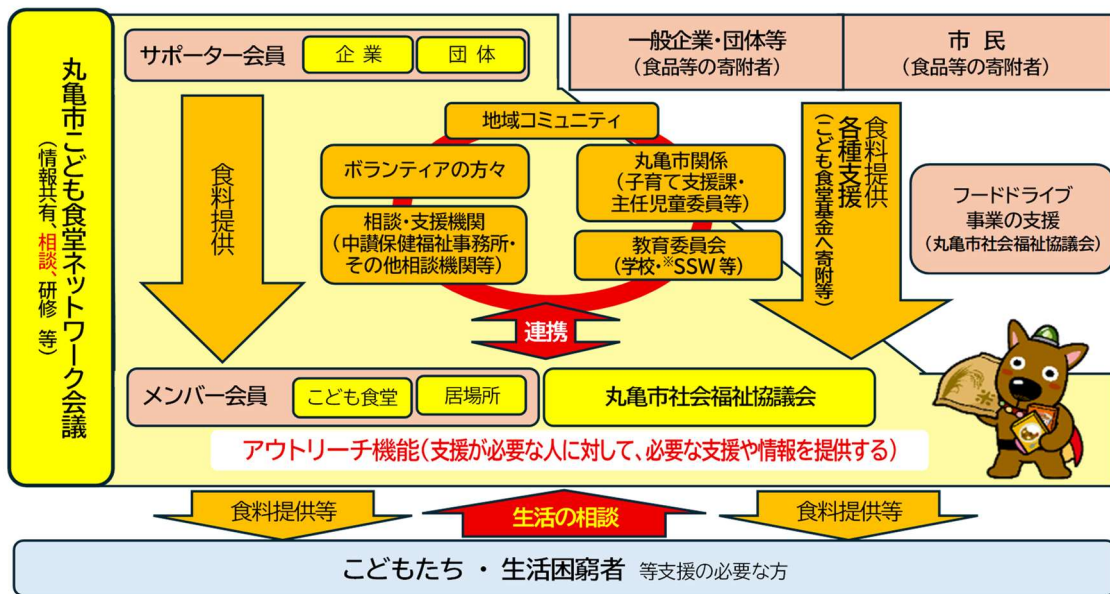 丸亀市こども食堂ネットワーク会議
(情報共有、相談、研修 等)
サポーター会員
企業
団体
一般企業・団体等
(食品等の寄附者)
市民
(食品等の寄附者)
食料提供
地域コミュニティ
ボランティアの方々
丸亀市関係
(子育て支援課・
主任児童委員等)
相談・支援機関
(中讃保健福祉事務所・
その他相談機関等)
教育委員会
(学校・※SSW等)
連携
食料提供
各種支援
(こども食堂基金へ寄附等)
フードドライブ
事業の支援
(丸亀市社会福祉協議会)
メンバー会員
こども食堂
居場所
丸亀市社会福祉協議会
アウトリーチ機能(支援が必要な人に対して、必要な支援や情報を提供する)
米
食料提供等
生活の相談
食料提供等
こどもたち ・ 生活困窮者 等支援の必要な方